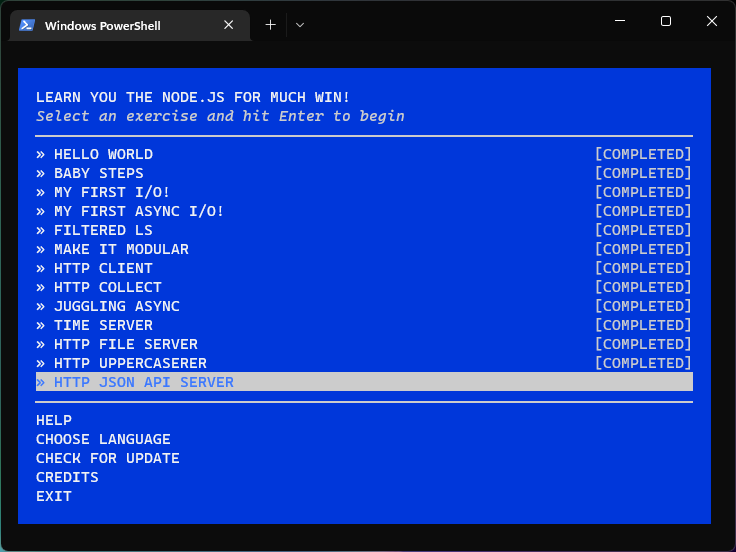 Windows PowerShell
LEARN YOU THE NODE.JS FOR MUCH WIN!
Select an exercise and hit Enter to begin
» HELLO WORLD [COMPLETED]
» BABY STEPS [COMPLETED]
» MY FIRST I/O! [COMPLETED]
» MY FIRST ASYNC I/O! [COMPLETED]
» FILTERED LS [COMPLETED]
» MAKE IT MODULAR [COMPLETED]
» HTTP CLIENT [COMPLETED]
» HTTP COLLECT [COMPLETED]
» JUGGLING ASYNC [COMPLETED]
» TIME SERVER [COMPLETED]
» HTTP FILE SERVER [COMPLETED]
» HTTP UPPERCASERER [COMPLETED]
» HTTP JSON API SERVER
HELP
CHOOSE LANGUAGE
CHECK FOR UPDATE
CREDITS
EXIT